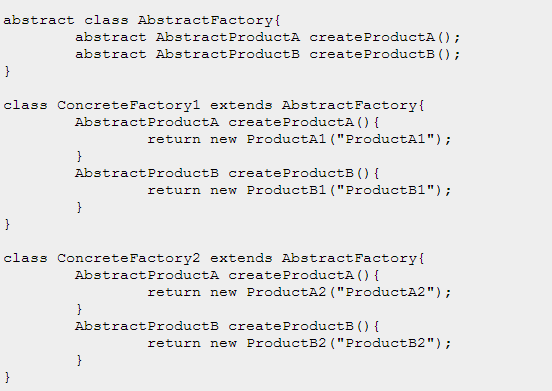 abstract class AbstractFactory{
        abstract AbstractProductA createProductA();
        abstract AbstractProductB createProductB();
}

class ConcreteFactory1 extends AbstractFactory{
        AbstractProductA createProductA(){
                return new ProductA1("ProductA1");
        }
        AbstractProductB createProductB(){
                return new ProductB1("ProductB1");
        }
}

class ConcreteFactory2 extends AbstractFactory{
        AbstractProductA createProductA(){
                return new ProductA2("ProductA2");
        }
        AbstractProductB createProductB(){
                return new ProductB2("ProductB2");
        }
}